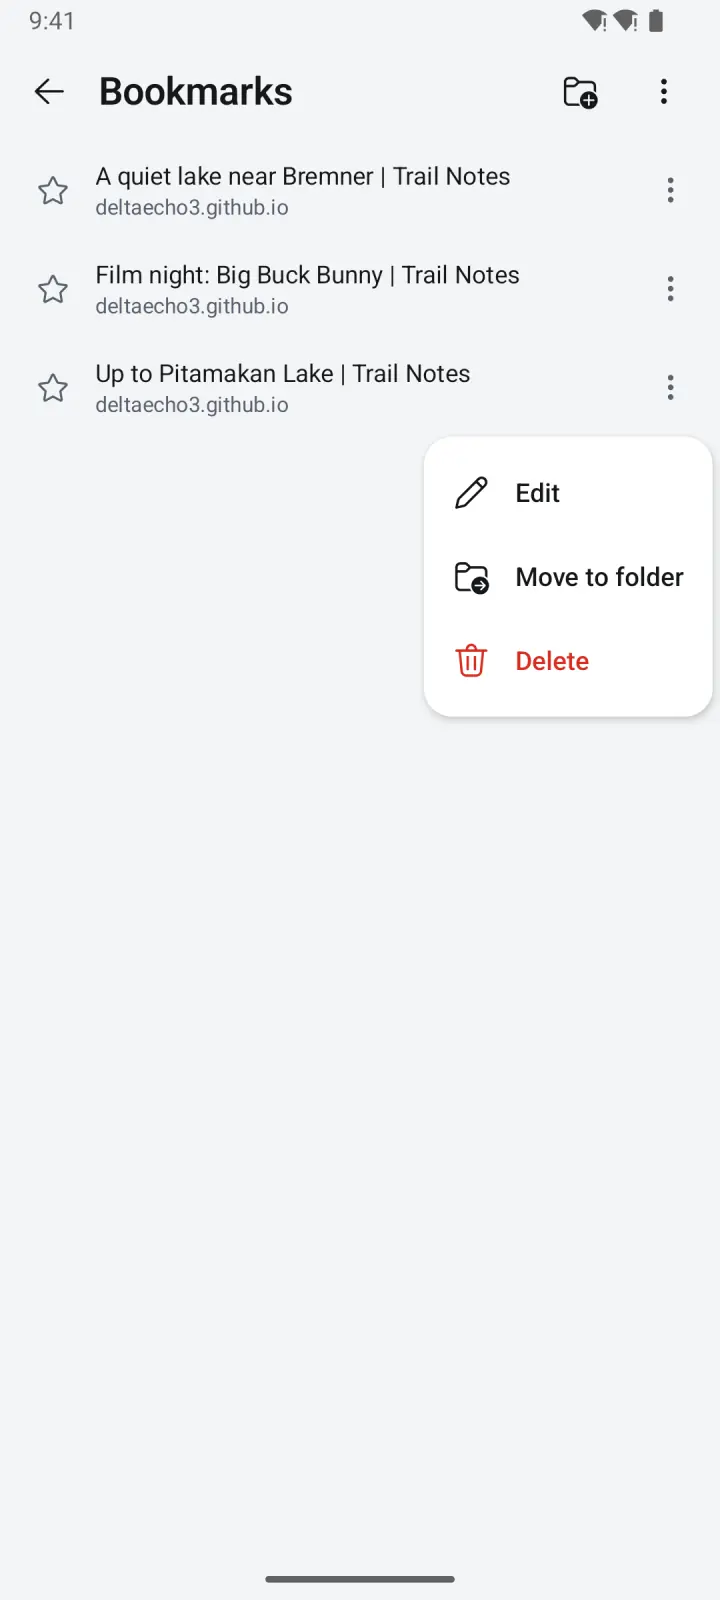 9:41
Bookmarks
A quiet lake near Bremner | Trail Notes
deltaecho3.github.io
Film night: Big Buck Bunny | Trail Notes
deltaecho3.github.io
Up to Pitamakan Lake | Trail Notes
deltaecho3.github.io
Edit
Move to folder
Delete